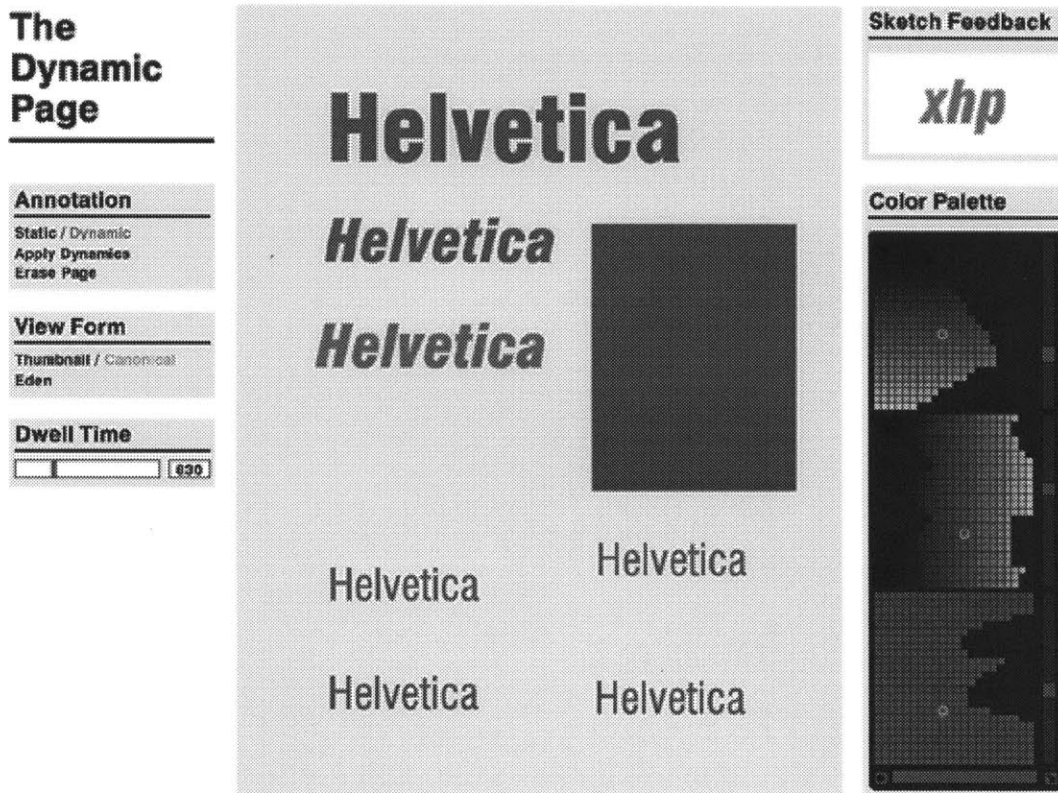 The
Dynamic
Page
Annotation
Static / Dynamic
Apply Dynamics
Erase Page
View Form
Thumbnail / Canonical
Eden
Dwell Time
630
Helvetica
Helvetica
Helvetica
Helvetica
Helvetica
Helvetica
Helvetica
Sketch Feedback
xhp
Color Palette